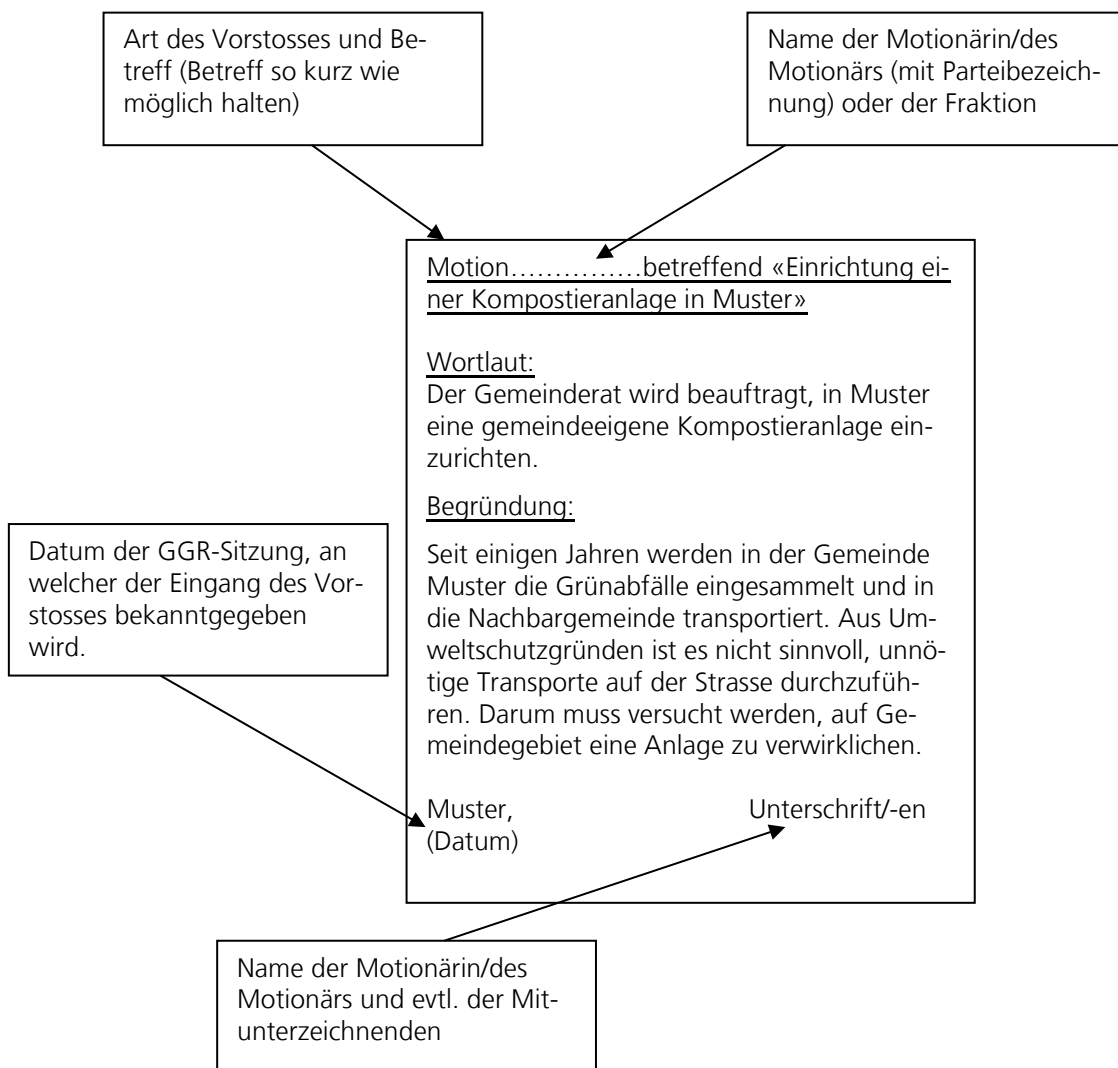 Art des Vorstosses und Be-
treff (Betreff so kurz wie
möglich halten)
Name der Motionärin/des
Motionärs (mit Parteibezeich-
nung) oder der Fraktion
Motion……………betreffend «Einrichtung ei-
ner Kompostieranlage in Muster»
Wortlaut:
Der Gemeinderat wird beauftragt, in Muster
eine gemeindeeigene Kompostieranlage ein-
zurichten.
Begründung:
Seit einigen Jahren werden in der Gemeinde
Muster die Grünabfälle eingesammelt und in
die Nachbargemeinde transportiert. Aus Um-
weltschutzgründen ist es nicht sinnvoll, unnö-
tige Transporte auf der Strasse durchzufüh-
ren. Darum muss versucht werden, auf Ge-
meindegebiet eine Anlage zu verwirklichen.
Datum der GGR-Sitzung, an
welcher der Eingang des Vor-
stosses bekanntgegeben
wird.
Muster, Unterschrift/-en
(Datum)
Name der Motionärin/des
Motionärs und evtl. der Mit-
unterzeichnenden